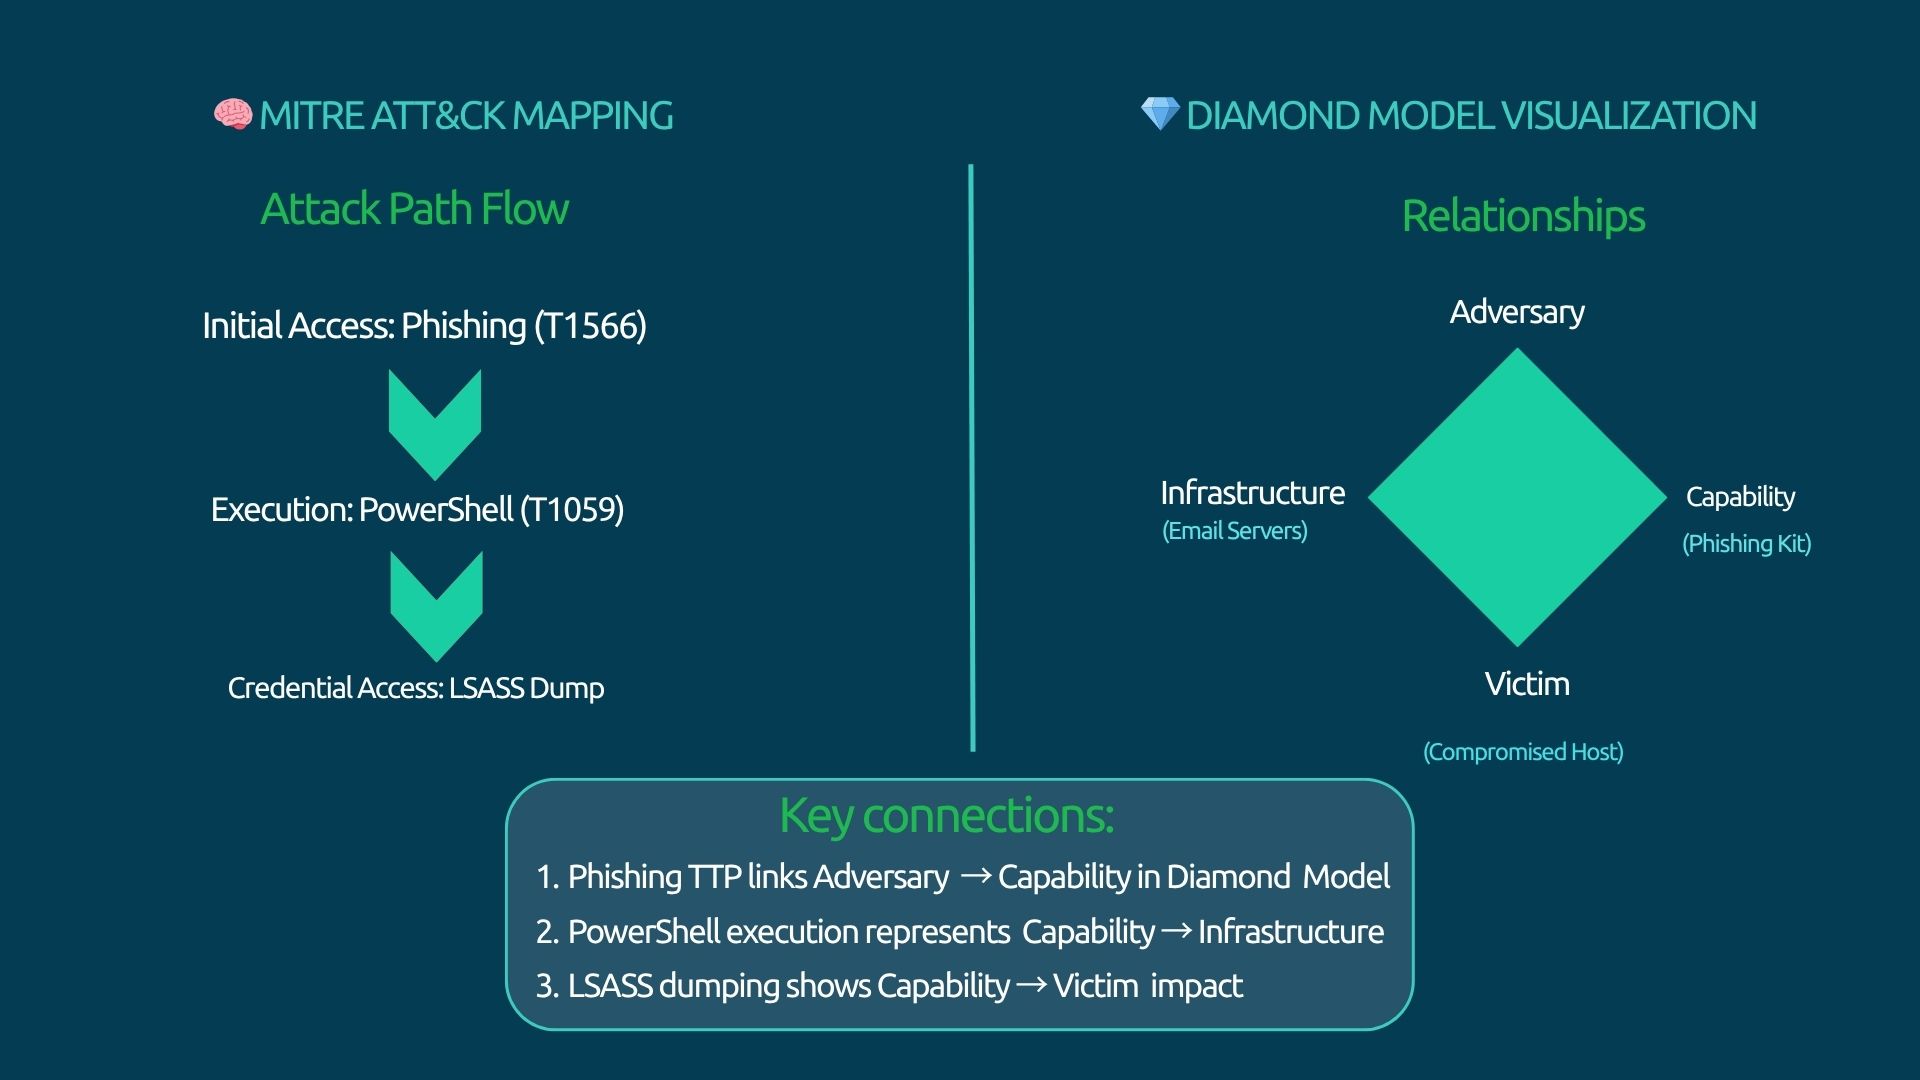 MITRE ATT&CK MAPPING
Attack Path Flow
Initial Access: Phishing (T1566)
Execution: PowerShell (T1059)
Credential Access: LSASS Dump
DIAMOND MODEL VISUALIZATION
Relationships
Adversary
Infrastructure
(Email Servers)
Capability
(Phishing Kit)
Victim
(Compromised Host)
Key connections:
1. Phishing TTP links Adversary → Capability in Diamond Model
2. PowerShell execution represents Capability → Infrastructure
3. LSASS dumping shows Capability → Victim impact